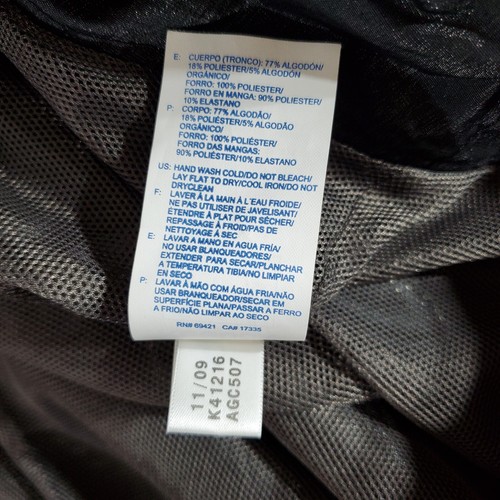 E: CUERPO (TRONCO): 77% ALGODÓN/
18% POLIÉSTER/5% ALGODÓN
ORGÁNICO/
FORRO: 100% POLIÉSTER/
FORRO EN MANGA: 90% POLIÉSTER/
10% ELASTANO
P: CORPO: 77% ALGODÃO/
18% POLIÉSTER/5% ALGODÃO
ORGÂNICO/
FORRO: 100% POLIÉSTER/
FORRO DAS MANGAS:
90% POLIÉSTER/10% ELASTANO
US: HAND WASH COLD/DO NOT BLEACH/
LAY FLAT TO DRY/COOL IRON/DO NOT
DRYCLEAN
F: LAVER À LA MAIN À L'EAU FROIDE/
NE PAS UTILISER DE JAVELISANT/
ÉTENDRE À PLAT POUR SÉCHER/
REPASSAGE À FROID/PAS DE
NETTOYAGE À SEC
E: LAVAR A MANO EN AGUA FRÍA/
NO USAR BLANQUEADORES/
EXTENDER PARA SECAR/PLANCHAR
A TEMPERATURA TIBIA/NO LIMPIAR
EN SECO
P: LAVAR À MÃO COM ÁGUA FRIA/NÃO
USAR BRANQUEADOR/SECAR EM
SUPERFÍCIE PLANA/PASSAR A FERRO
A FRIO/NÃO LIMPAR AO SECO
RN# 69421 CA# 17335
11/09
K41216
AGC507